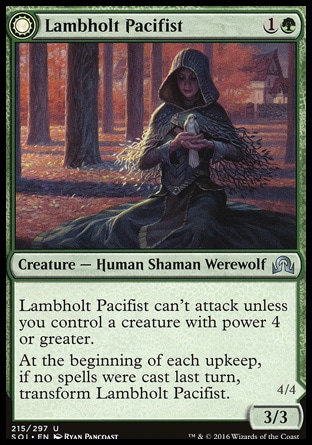 Lambholt Pacifist 1
Creature — Human Shaman Werewolf
Lambholt Pacifist can't attack unless
you control a creature with power 4
or greater.
At the beginning of each upkeep,
if no spells were cast last turn,
transform Lambholt Pacifist.
4/4
3/3
215/297 U
SOI • EN Ryan Pancoast
™ & © 2016 Wizards of the Coast